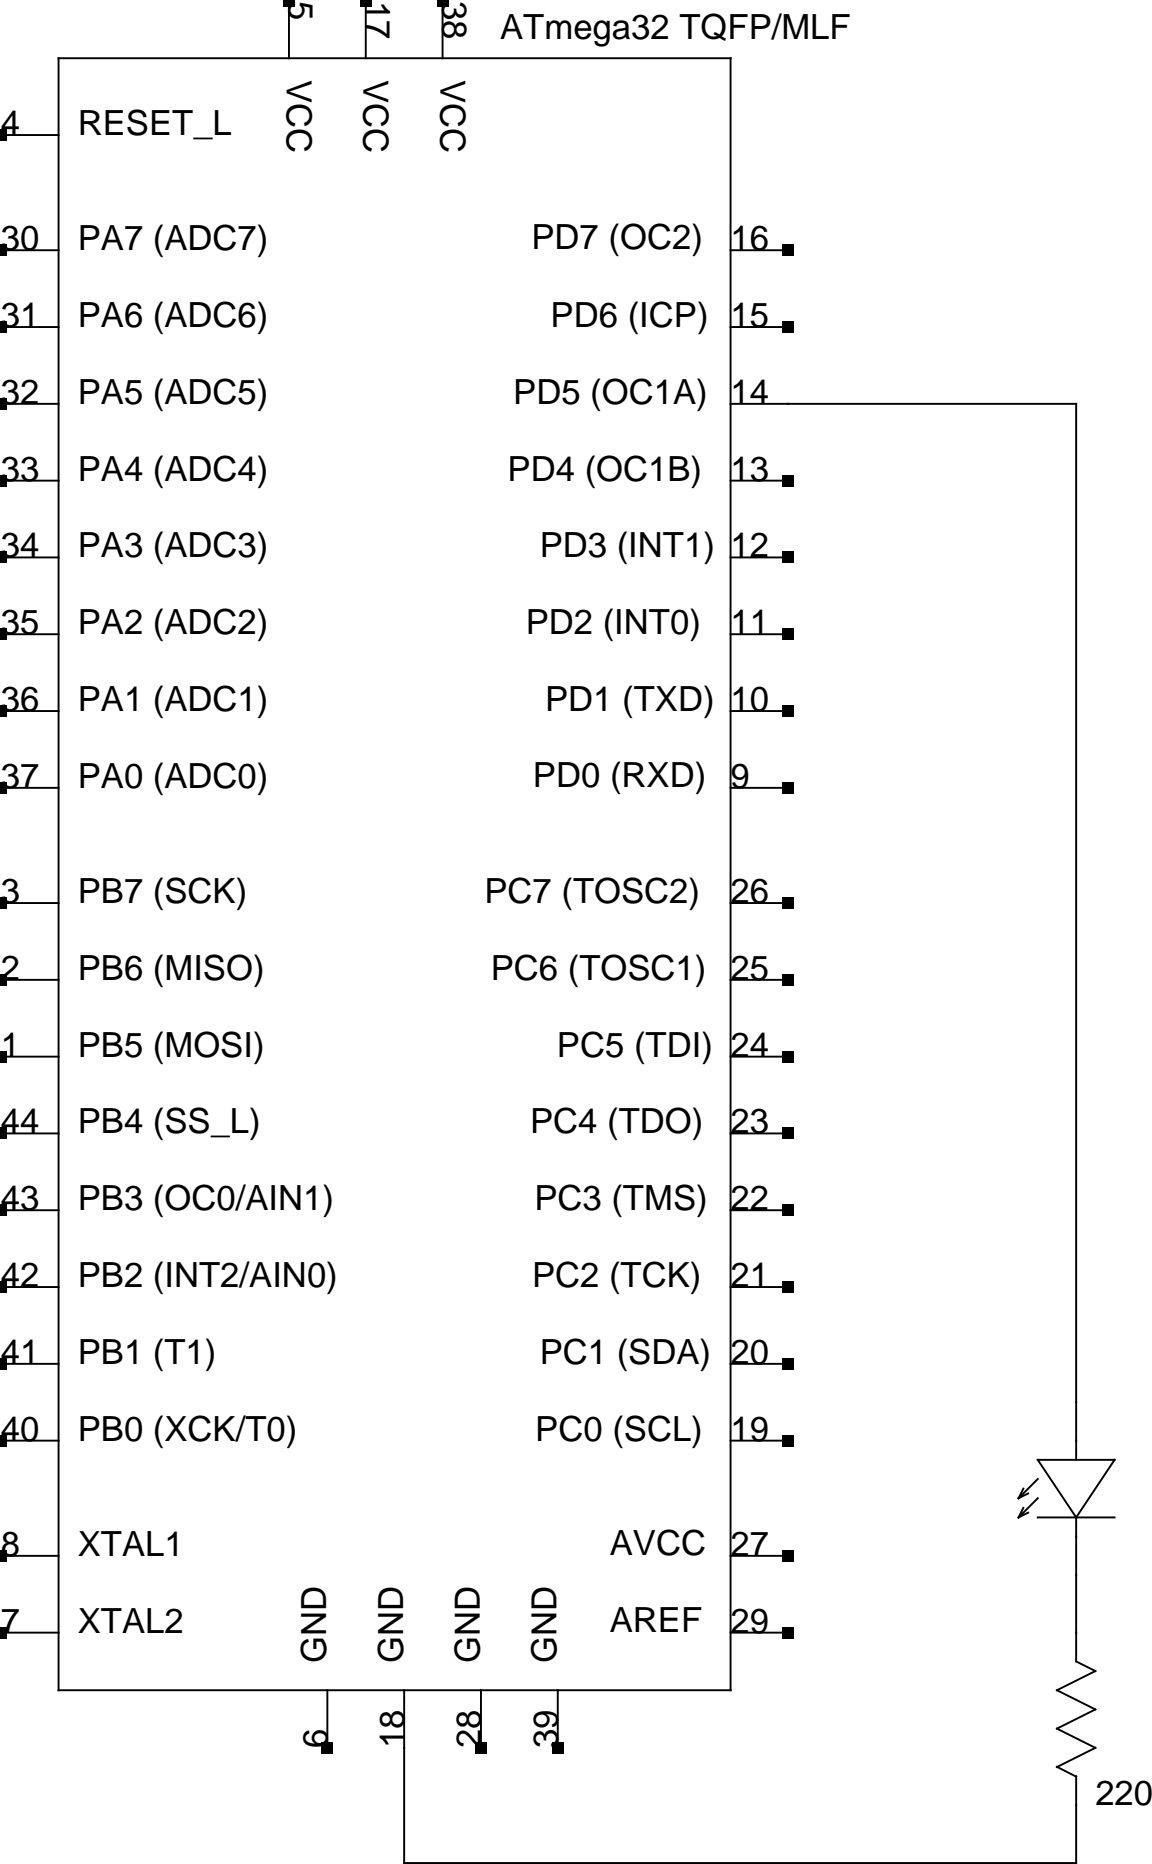 5 17 38 ATmega32 TQFP/MLF
VCC VCC VCC
4 RESET_L
30 PA7 (ADC7) PD7 (OC2) 16
31 PA6 (ADC6) PD6 (ICP) 15
32 PA5 (ADC5) PD5 (OC1A) 14
33 PA4 (ADC4) PD4 (OC1B) 13
34 PA3 (ADC3) PD3 (INT1) 12
35 PA2 (ADC2) PD2 (INT0) 11
36 PA1 (ADC1) PD1 (TXD) 10
37 PA0 (ADC0) PD0 (RXD) 9
3 PB7 (SCK) PC7 (TOSC2) 26
2 PB6 (MISO) PC6 (TOSC1) 25
1 PB5 (MOSI) PC5 (TDI) 24
44 PB4 (SS_L) PC4 (TDO) 23
43 PB3 (OC0/AIN1) PC3 (TMS) 22
42 PB2 (INT2/AIN0) PC2 (TCK) 21
41 PB1 (T1) PC1 (SDA) 20
40 PB0 (XCK/T0) PC0 (SCL) 19
8 XTAL1 AVCC 27
7 XTAL2 AREF 29
GND GND GND GND
6 18 28 39
220